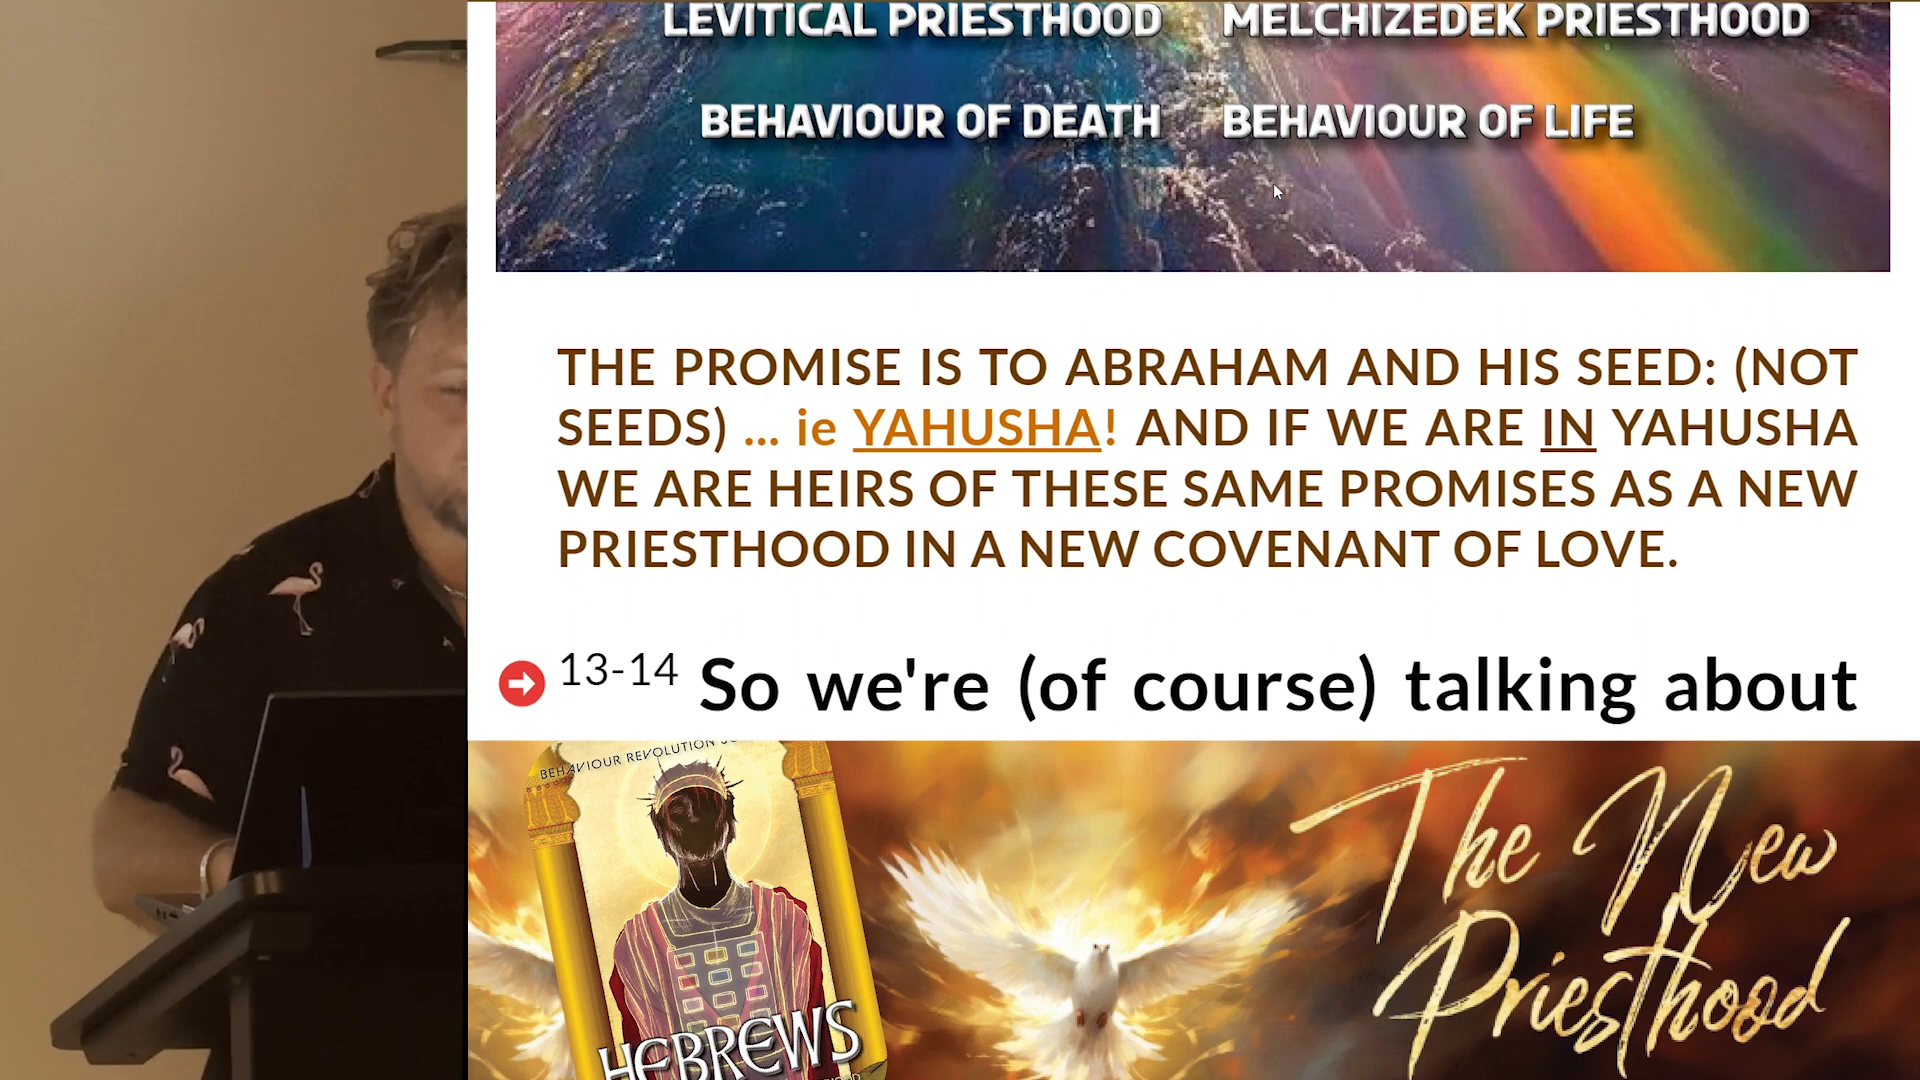 LEVITICAL PRIESTHOOD MELCHIZEDEK PRIESTHOOD
BEHAVIOUR OF DEATH BEHAVIOUR OF LIFE
THE PROMISE IS TO ABRAHAM AND HIS SEED: (NOT
SEEDS) ... ie YAHUSHA! AND IF WE ARE IN YAHUSHA
WE ARE HEIRS OF THESE SAME PROMISES AS A NEW
PRIESTHOOD IN A NEW COVENANT OF LOVE.
13-14 So we're (of course) talking about
BEHAVIOUR REVOLUTION
HEBREWS
The New
Priesthood